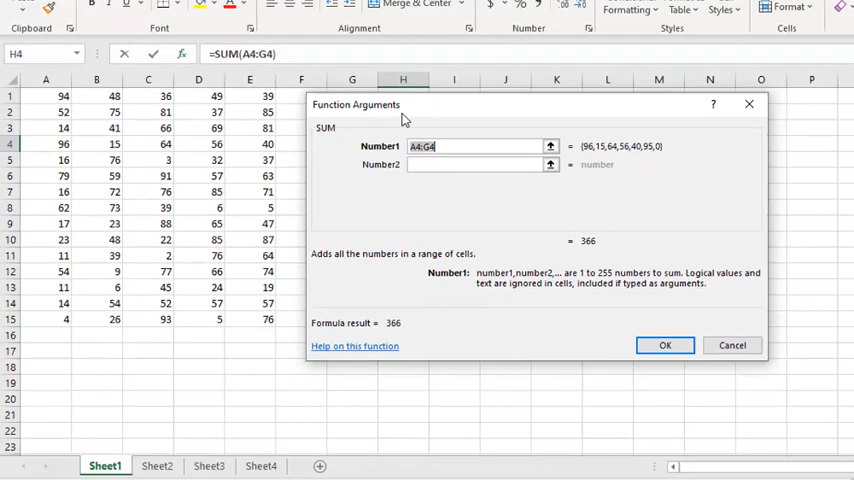 Merge & Center
$
%
Formatting
Format as
Table
Cell
Styles
Format
Clipboard
Font
Alignment
Number
Styles
Cells
H4
=SUM(A4:G4)
A B C D E F G H I J K L M N O P
1 94 48 36 49 39
2 52 75 81 37 85
3 14 41 66 69 81
4 96 15 64 56 40
5 16 76 3 32 37
6 79 59 91 57 63
7 16 72 76 85 71
8 62 73 39 6 5
9 17 23 88 65 47
10 23 48 22 85 87
11 11 39 2 76 64
12 54 9 77 66 74
13 11 6 45 24 19
14 14 54 52 57 57
15 4 26 93 5 76
16
17
18
19
20
21
22
23
Function Arguments
?
SUM
Number1 A4:G4 = {96,15,64,56,40,95,0}
Number2 = number
= 366
Adds all the numbers in a range of cells.
Number1: number1,number2,... are 1 to 255 numbers to sum. Logical values and
text are ignored in cells, included if typed as arguments.
Formula result = 366
Help on this function
OK
Cancel
Sheet1 Sheet2 Sheet3 Sheet4